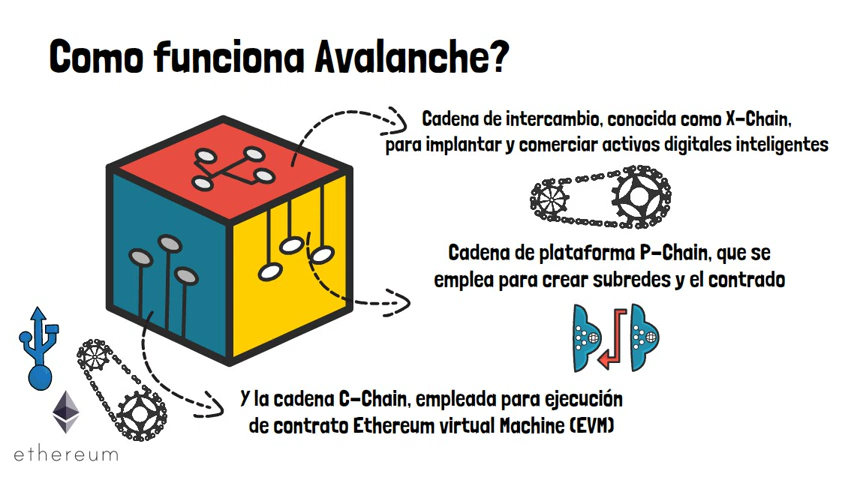 Como funciona Avalanche?
Cadena de intercambio, conocida como X-Chain,
para implantar y comerciar activos digitales inteligentes
Cadena de plataforma P-Chain, que se
emplea para crear subredes y el contrado
Y la cadena C-Chain, empleada para ejecución
de contrato Ethereum virtual Machine (EVM)
ethereum